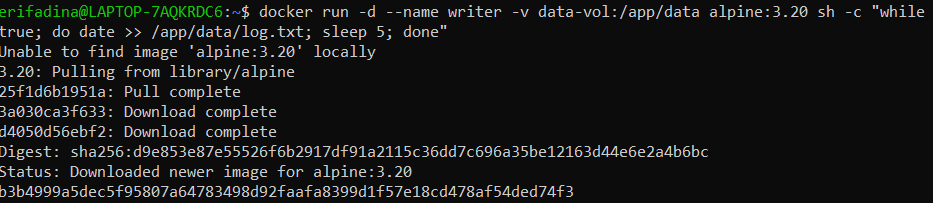 erifadina@LAPTOP-7AQKRDC6:~$ docker run -d --name writer -v data-vol:/app/data alpine:3.20 sh -c "while
true; do date >> /app/data/log.txt; sleep 5; done"
Unable to find image 'alpine:3.20' locally
3.20: Pulling from library/alpine
25f1d6b1951a: Pull complete
3a030ca3f633: Download complete
d4050d56ebf2: Download complete
Digest: sha256:d9e853e87e55526f6b2917df91a2115c36dd7c696a35be12163d44e6e2a4b6bc
Status: Downloaded newer image for alpine:3.20
b3b4999a5dec5f95807a64783498d92faafa8399d1f57e18cd478af54ded74f3